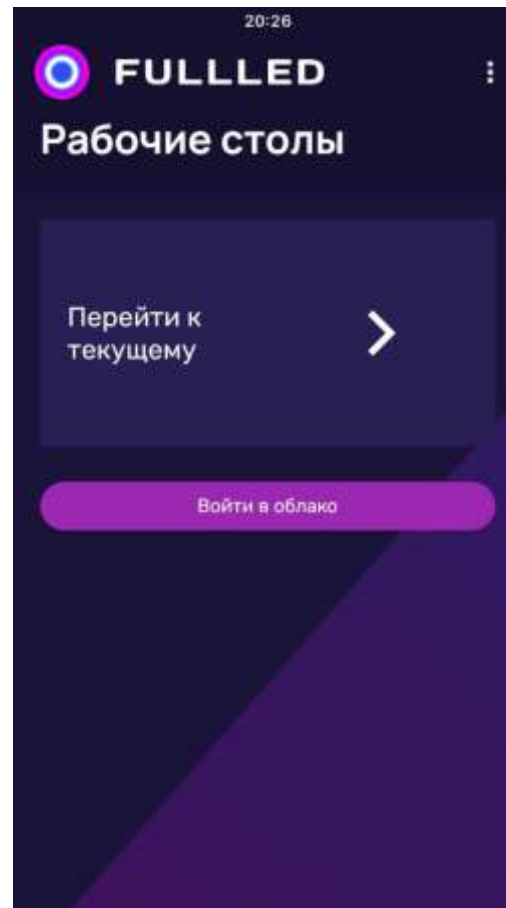 20:26
FULLLED
Рабочие столы
Перейти к
текущему
Войти в облако